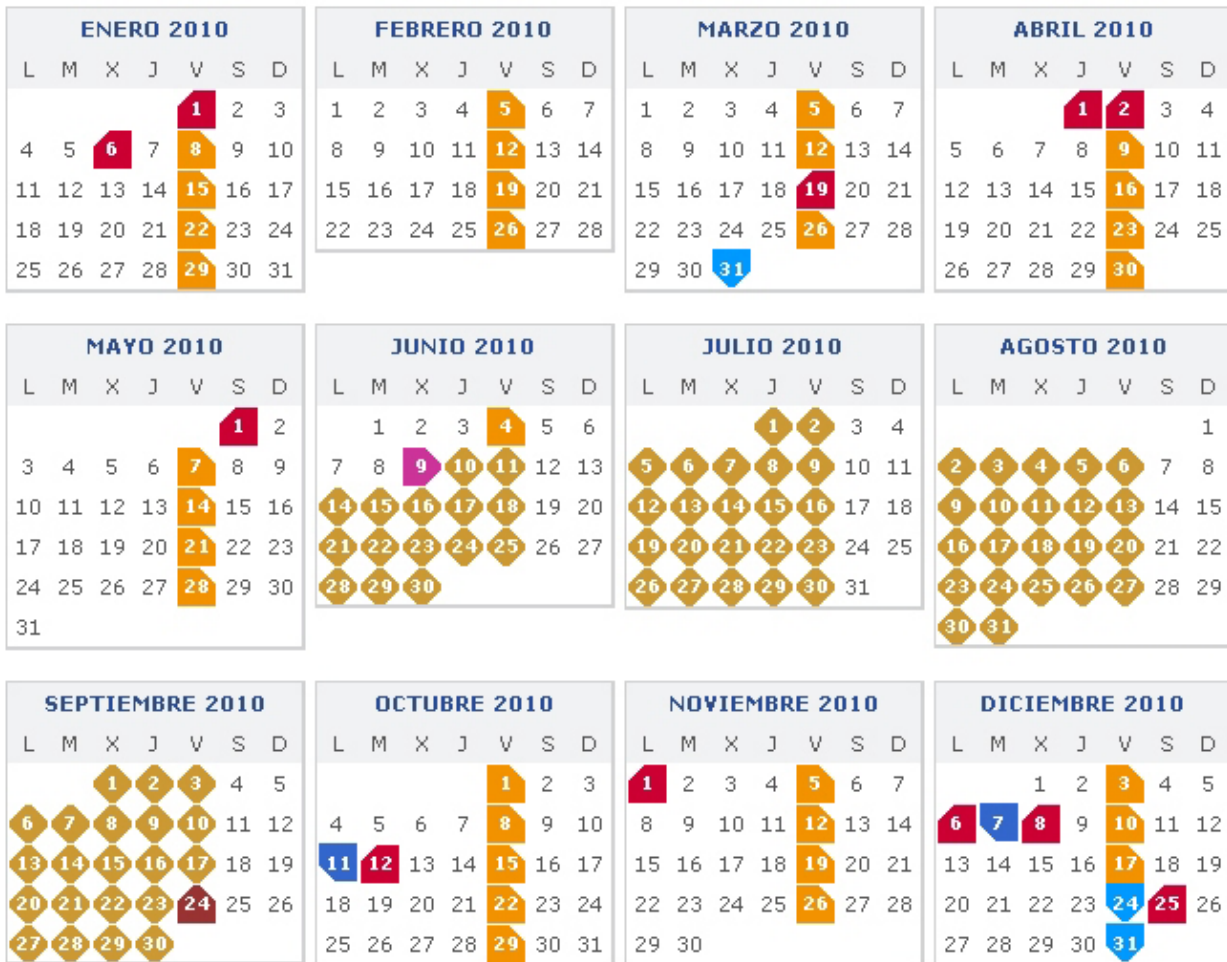 ENERO 2010
L M X J V S D
1 2 3
4 5 6 7 8 9 10
11 12 13 14 15 16 17
18 19 20 21 22 23 24
25 26 27 28 29 30 31
FEBRERO 2010
L M X J V S D
1 2 3 4 5 6 7
8 9 10 11 12 13 14
15 16 17 18 19 20 21
22 23 24 25 26 27 28
MARZO 2010
L M X J V S D
1 2 3 4 5 6 7
8 9 10 11 12 13 14
15 16 17 18 19 20 21
22 23 24 25 26 27 28
29 30 31
ABRIL 2010
L M X J V S D
1 2 3 4
5 6 7 8 9 10 11
12 13 14 15 16 17 18
19 20 21 22 23 24 25
26 27 28 29 30
MAYO 2010
L M X J V S D
1 2
3 4 5 6 7 8 9
10 11 12 13 14 15 16
17 18 19 20 21 22 23
24 25 26 27 28 29 30
31
JUNIO 2010
L M X J V S D
1 2 3 4 5 6
7 8 9 10 11 12 13
14 15 16 17 18 19 20
21 22 23 24 25 26 27
28 29 30
JULIO 2010
L M X J V S D
1 2 3 4
5 6 7 8 9 10 11
12 13 14 15 16 17 18
19 20 21 22 23 24 25
26 27 28 29 30 31
AGOSTO 2010
L M X J V S D
1
2 3 4 5 6 7 8
9 10 11 12 13 14 15
16 17 18 19 20 21 22
23 24 25 26 27 28 29
30 31
SEPTIEMBRE 2010
L M X J V S D
1 2 3 4 5
6 7 8 9 10 11 12
13 14 15 16 17 18 19
20 21 22 23 24 25 26
27 28 29 30
OCTUBRE 2010
L M X J V S D
1 2 3
4 5 6 7 8 9 10
11 12 13 14 15 16 17
18 19 20 21 22 23 24
25 26 27 28 29 30 31
NOVIEMBRE 2010
L M X J V S D
1 2 3 4 5 6 7
8 9 10 11 12 13 14
15 16 17 18 19 20 21
22 23 24 25 26 27 28
29 30
DICIEMBRE 2010
L M X J V S D
1 2 3 4 5
6 7 8 9 10 11 12
13 14 15 16 17 18 19
20 21 22 23 24 25 26
27 28 29 30 31